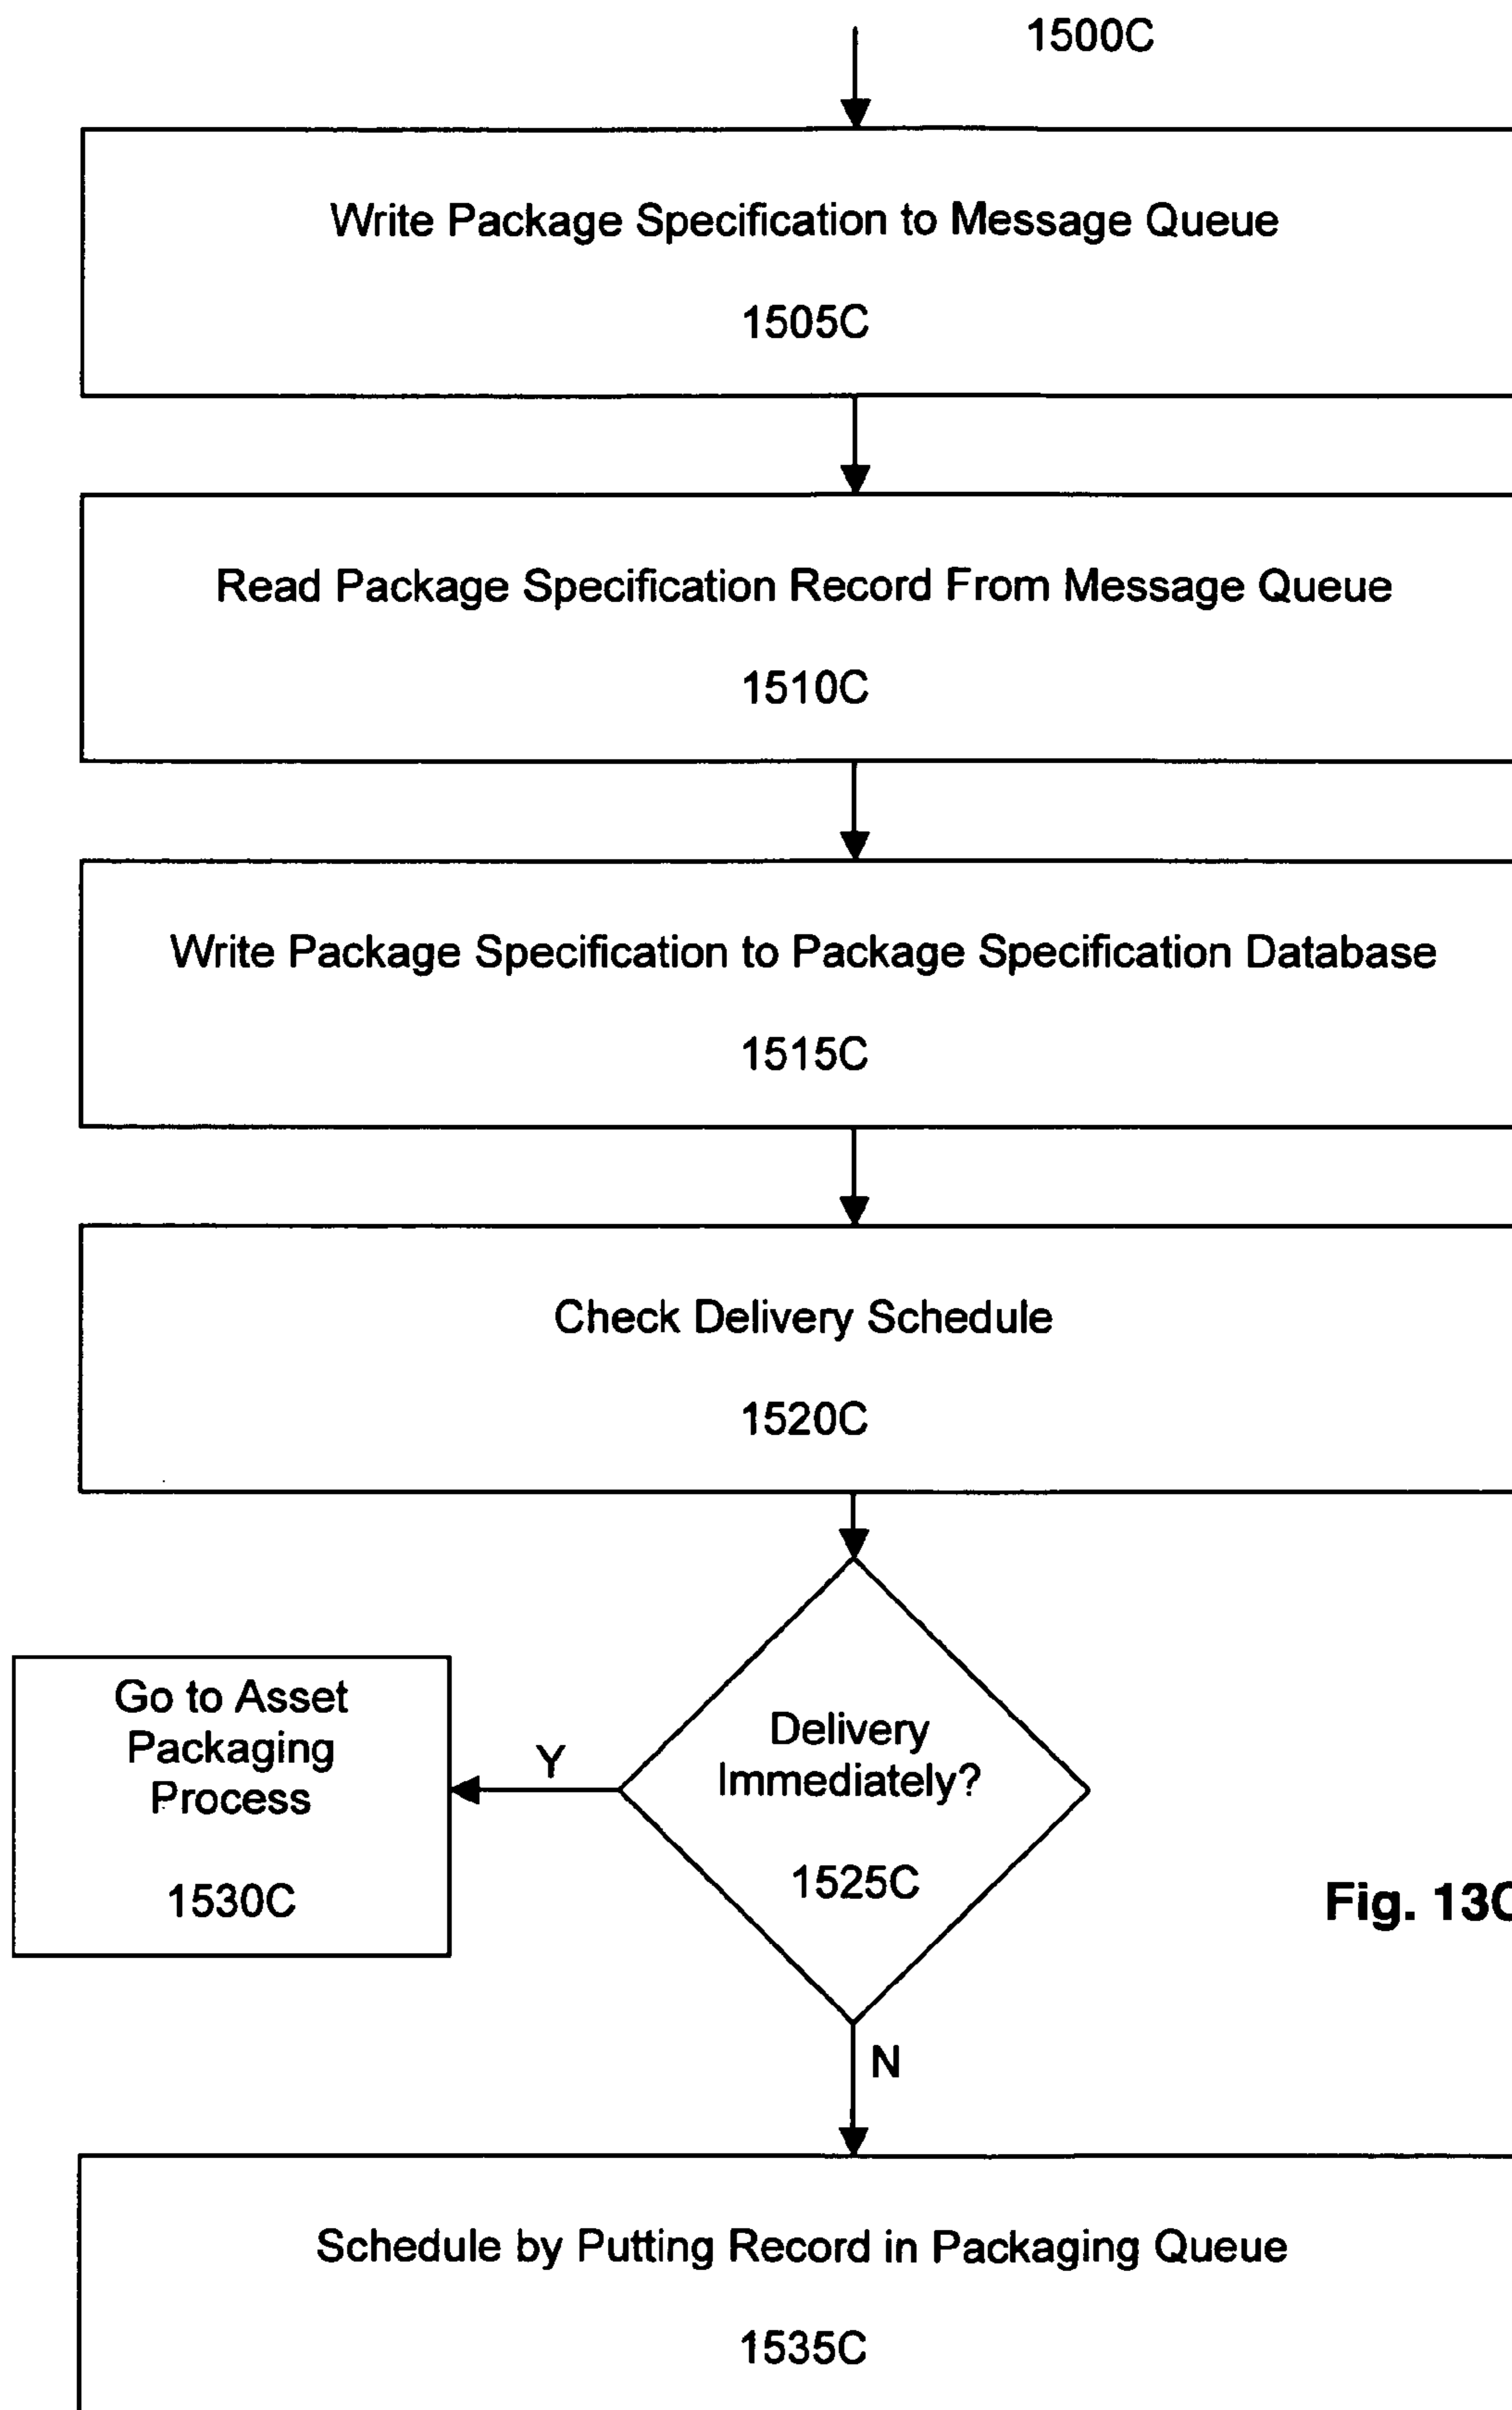 1500C
Write Package Specification to Message Queue
1505C
Read Package Specification Record From Message Queue
1510C
Write Package Specification to Package Specification Database
1515C
Check Delivery Schedule
1520C
Go to Asset
Packaging
Process
1530C
Y
Delivery
Immediately?
1525C
Fig. 13C
N
Schedule by Putting Record in Packaging Queue
1535C